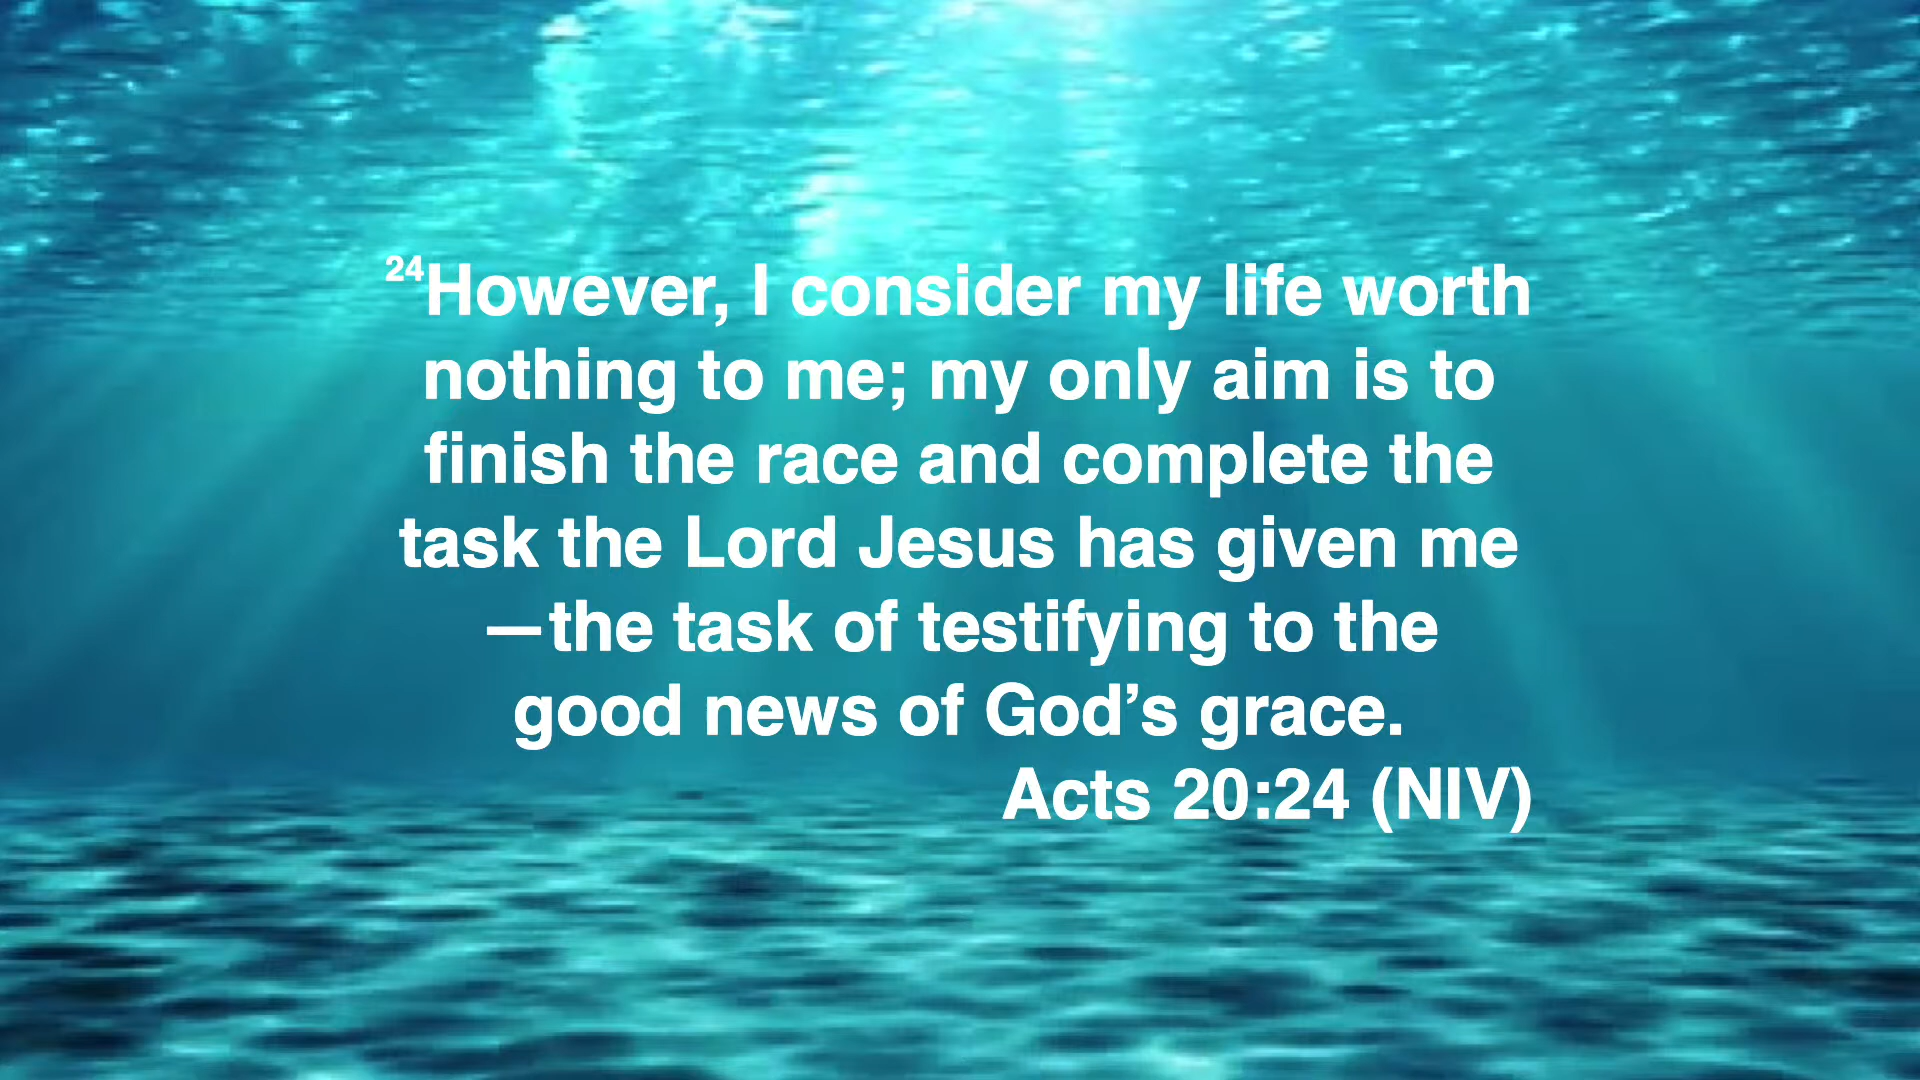 24However, I consider my life worth
nothing to me; my only aim is to
finish the race and complete the
task the Lord Jesus has given me
—the task of testifying to the
good news of God’s grace.
Acts 20:24 (NIV)